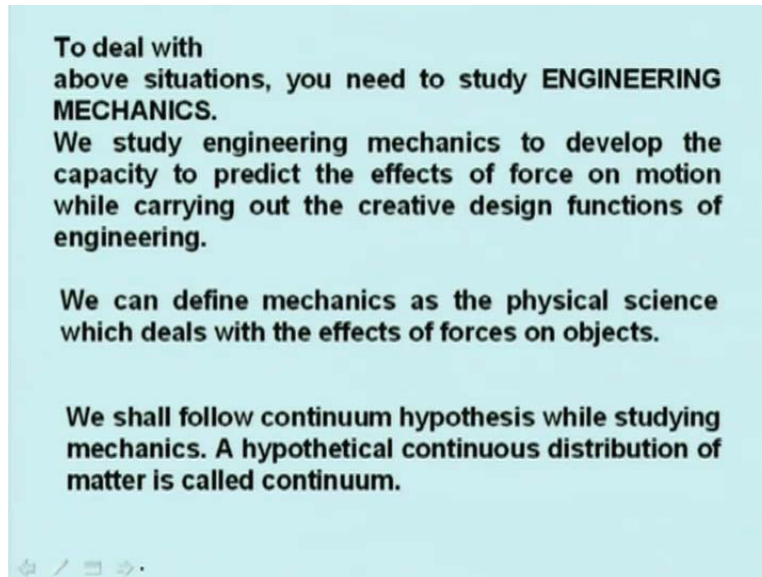 To deal with
above situations, you need to study ENGINEERING
MECHANICS.
We study engineering mechanics to develop the
capacity to predict the effects of force on motion
while carrying out the creative design functions of
engineering.
We can define mechanics as the physical science
which deals with the effects of forces on objects.
We shall follow continuum hypothesis while studying
mechanics. A hypothetical continuous distribution of
matter is called continuum.